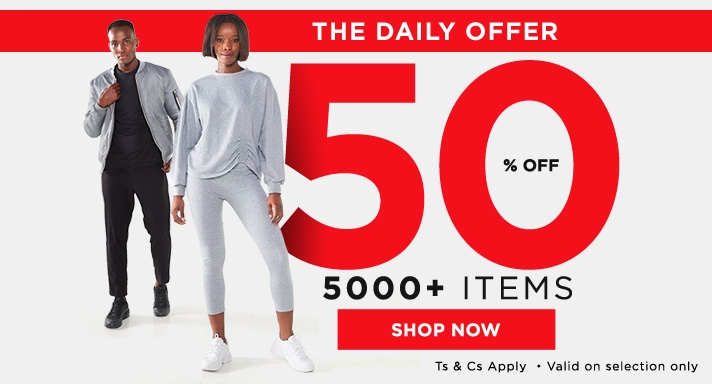 THE DAILY OFFER
50
% OFF
5000+ ITEMS
SHOP NOW
Ts & Cs Apply • Valid on selection only